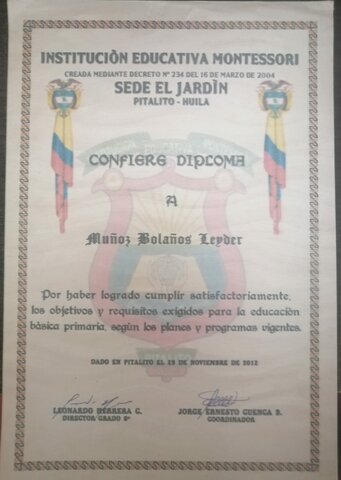 INSTITUCIÒN EDUCATIVA MONTESSORI
CREADA MEDIANTE DECRETO Nº 234 DEL 16 DE MARZO DE 2004
SEDE EL JARDÌN
PITALITO - HUILA
CONFIERE DIPLOMA
A
Muñoz Bolaños Leyder
Por haber logrado cumplir satisfactoriamente,
los objetivos y requisitos exigidos para la educación
bàsica primaria, según los planes y programas vigentes.
DADO EN PITALITO EL 29 DE NOVIEMBRE DE 2012
LEONARDO HERRERA C.
DIRECTOR GRADO 5º
JORGE ERNESTO CUENCA B.
COORDINADOR